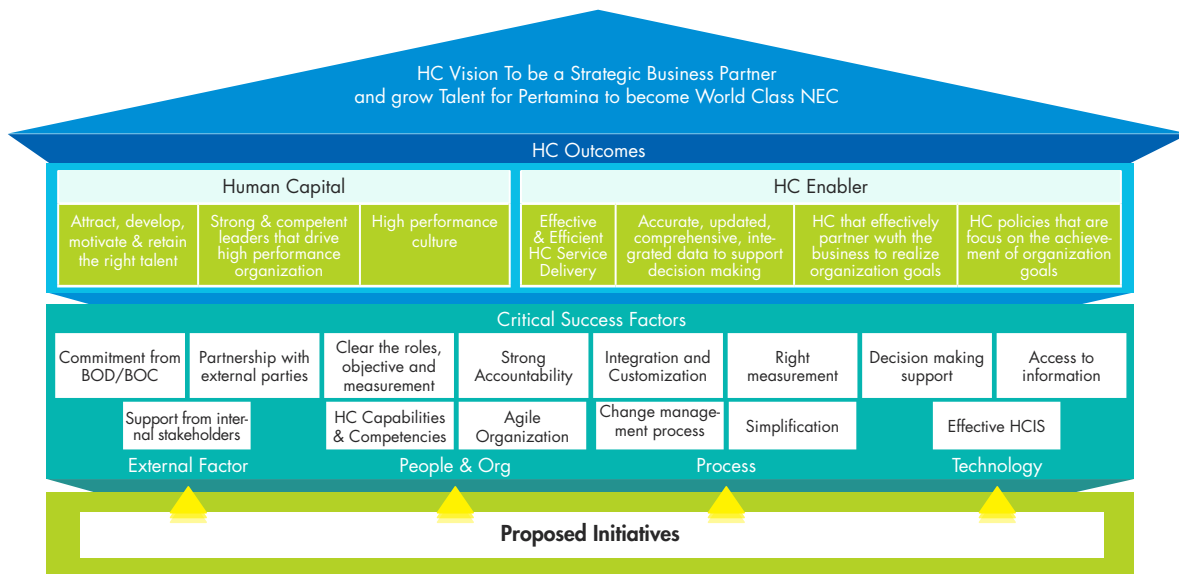 HC Vision To be a Strategic Business Partner
and grow Talent for Pertamina to become World Class NEC
HC Outcomes
Human Capital
Attract, develop,
motivate & retain
the right talent
Strong & competent
leaders that drive
high performance
organization
High performance
culture
HC Enabler
Effective
& Efficient
HC Service
Delivery
Accurate, updated,
comprehensive, inte-
grated data to support
decision making
HC that effectively
partner wuth the
business to realize
organization goals
HC policies that are
focus on the achieve-
ment of organization
goals
Critical Success Factors
Commitment from
BOD/BOC
Partnership with
external parties
Support from inter-
nal stakeholders
External Factor
Clear the roles,
objective and
measurement
Strong
Accountability
HC Capabilities
& Competencies
Agile
Organization
People & Org
Integration and
Customization
Right
measurement
Change manage-
ment process
Simplification
Process
Decision making
support
Access to
information
Effective HCIS
Technology
Proposed Initiatives